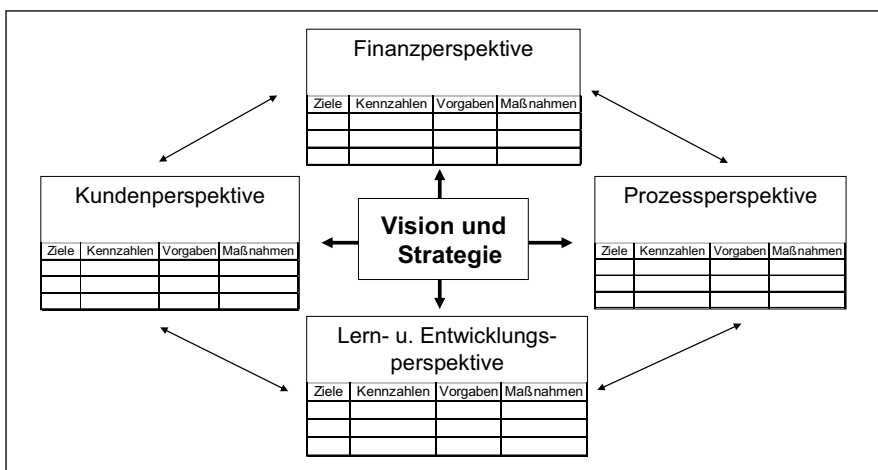 Finanzperspektive
Ziele Kennzahlen Vorgaben Maßnahmen
Kundenperspektive
Ziele Kennzahlen Vorgaben Maßnahmen
Vision und
Strategie
Prozessperspektive
Ziele Kennzahlen Vorgaben Maßnahmen
Lern- u. Entwicklungs-
perspektive
Ziele Kennzahlen Vorgaben Maßnahmen